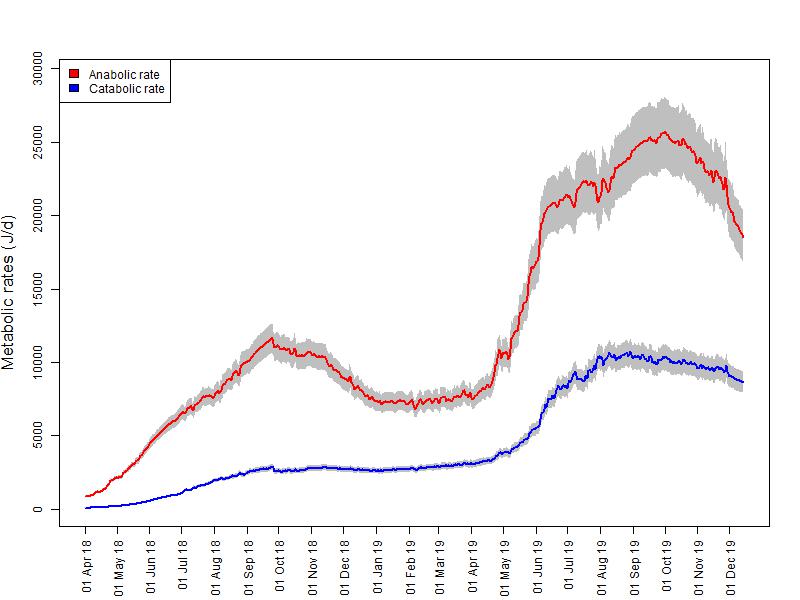 Metabolic rates (J/d)
30000
25000
20000
15000
10000
5000
0
Anabolic rate
Catabolic rate
01 Apr 18
01 May 18
01 Jun 18
01 Jul 18
01 Aug 18
01 Sep 18
01 Oct 18
01 Nov 18
01 Dec 18
01 Jan 19
01 Feb 19
01 Mar 19
01 Apr 19
01 May 19
01 Jun 19
01 Jul 19
01 Aug 19
01 Sep 19
01 Oct 19
01 Nov 19
01 Dec 19